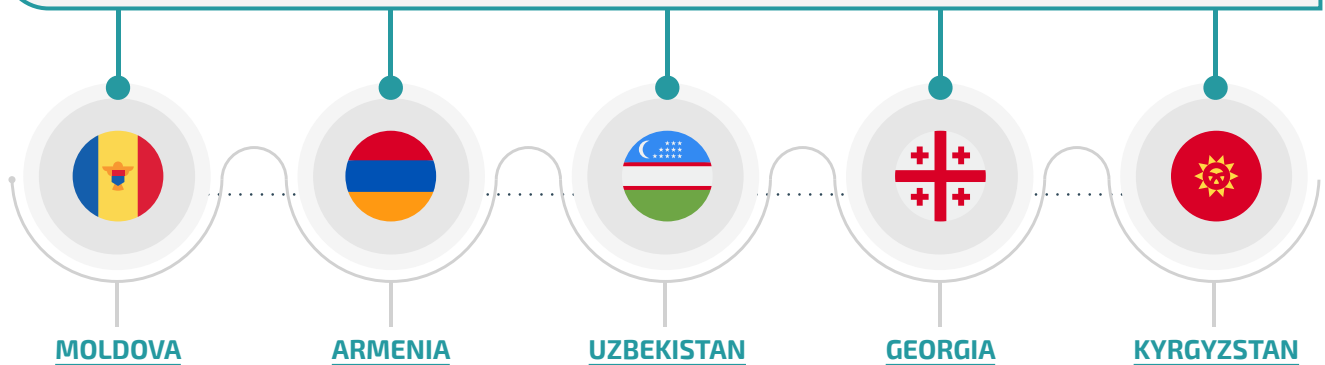 MOLDOVA
ARMENIA
UZBEKISTAN
GEORGIA
KYRGYZSTAN